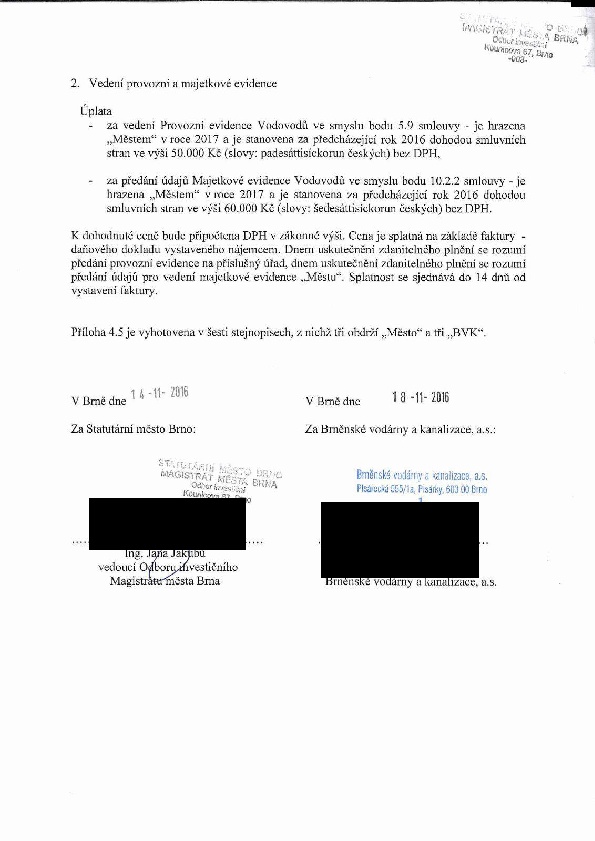 STATUTÁRNÍ MĚSTO BRNO
MAGISTRÁT MĚSTA BRNA
Odbor investiční
Kounicova 67, Brno
-003-
2. Vedení provozní a majetkové evidence
Úplata
- za vedení Provozní evidence Vodovodů ve smyslu bodu 5.9 smlouvy - je hrazena
„Městem“ v roce 2017 a je stanovena za předcházející rok 2016 dohodou smluvních
stran ve výši 50.000 Kč (slovy: padesáttisíckorun českých) bez DPH,
- za předání údajů Majetkové evidence Vodovodů ve smyslu bodu 10.2.2 smlouvy - je
hrazena „Městem“ v roce 2017 a je stanovena za předcházející rok 2016 dohodou
smluvních stran ve výši 60.000 Kč (slovy: šedesáttisíckorun českých) bez DPH.
K dohodnuté ceně bude připočtena DPH v zákonné výši. Cena je splatná na základě faktury -
daňového dokladu vystaveného nájemcem. Dnem uskutečnění zdanitelného plnění se rozumí
předání provozní evidence na příslušný úřad, dnem uskutečnění zdanitelného plnění se rozumí
předání údajů pro vedení majetkové evidence „Městu“. Splatnost se sjednává do 14 dnů od
vystavení faktury.
Příloha 4.5 je vyhotovena v šesti stejnopisech, z nichž tři obdrží „Město“ a tři „BVK“.
V Brně dne 14 -11- 2016
V Brně dne 18 -11- 2016
Za Statutární město Brno:
Za Brněnské vodárny a kanalizace, a.s.:
STATUTÁRNÍ MĚSTO BRNO
MAGISTRÁT MĚSTA BRNA
Odbor investiční
Kounicova 67, Brno
Brněnské vodárny a kanalizace, a.s.
Pisárecká 555/1a, Pisárky, 603 00 Brno
1
Ing. Jana Jakubů
vedoucí Odboru investičního
Magistrátu města Brna
Brněnské vodárny a kanalizace, a.s.